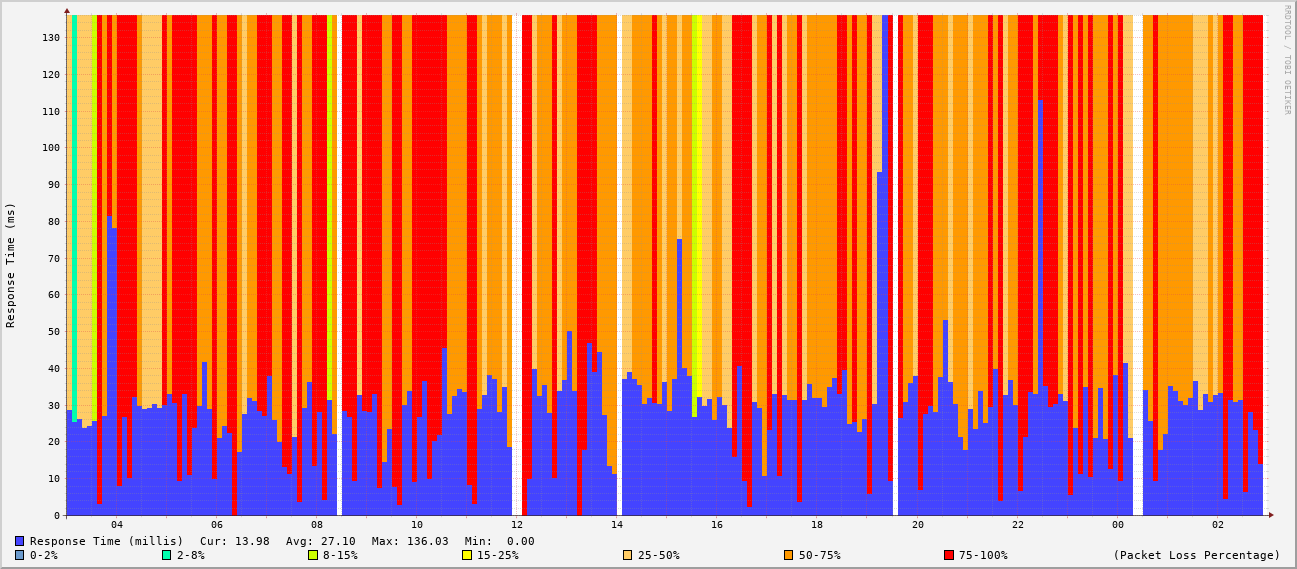 RRDTOOL / TOBI OETIKER
Response Time (ms)
130
120
110
100
90
80
70
60
50
40
30
20
10
0
04 06 08 10 12 14 16 18 20 22 00 02
Response Time (millis) Cur: 13.98 Avg: 27.10 Max: 136.03 Min: 0.00
0-2% 2-8% 8-15% 15-25% 25-50% 50-75% 75-100% (Packet Loss Percentage)